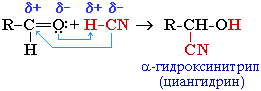 δ+ δ− δ+ δ−
R–C=O: + H–CN → R–CH–OH
H CN
α-гидроксинитрил
(циангидрин)